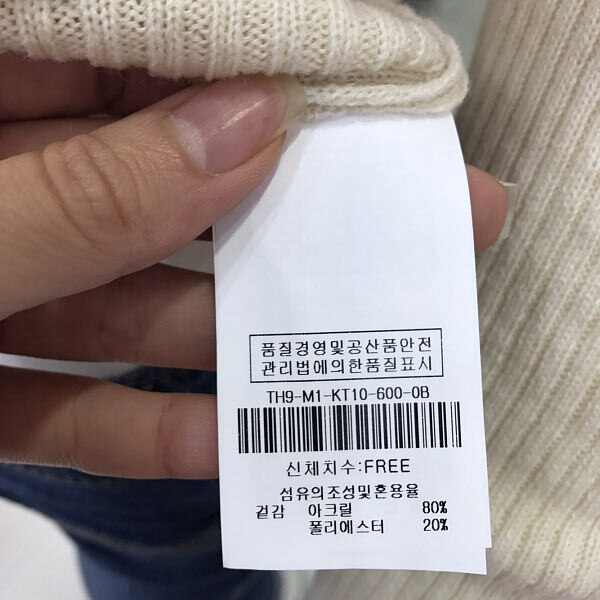 품질경영및공산품안전
관리법에의한품질표시
TH9-M1-KT10-600-0B
신체치수:FREE
섬유의조성및혼용율
겉감 아크릴 80%
폴리에스터 20%